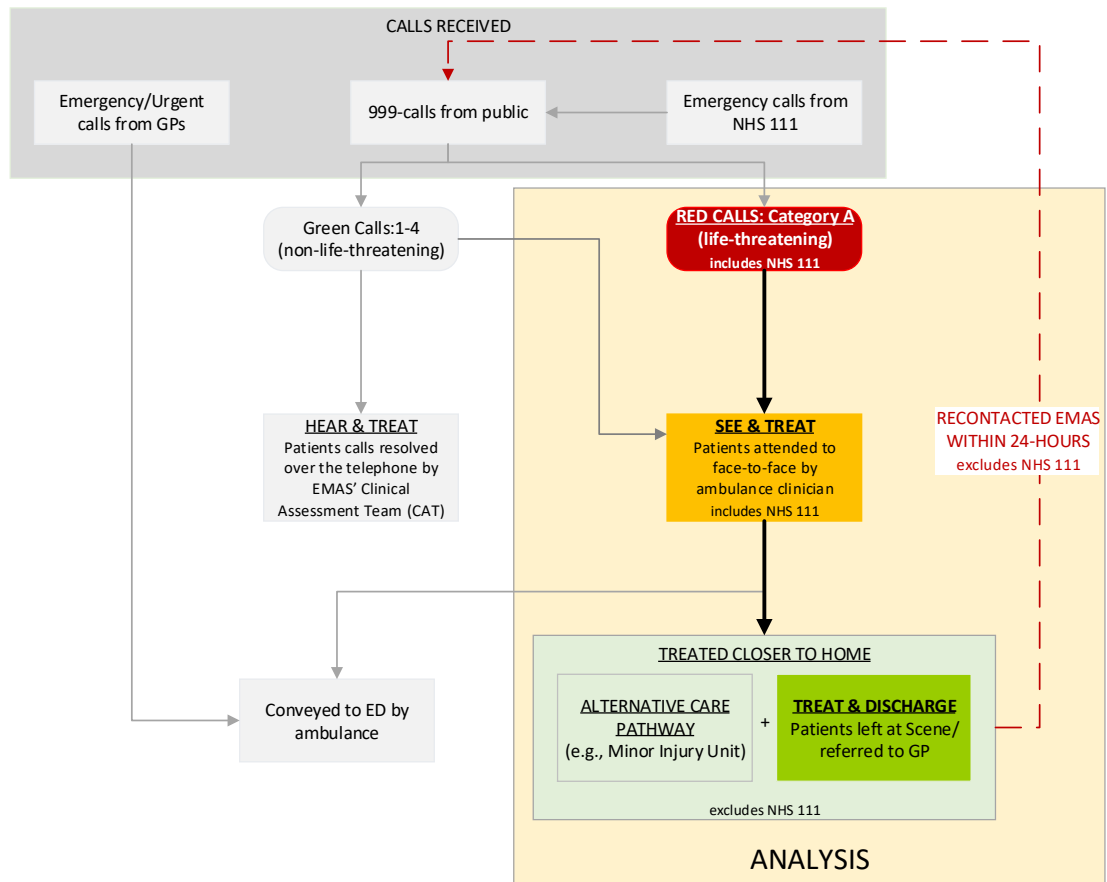 CALLS RECEIVED
Emergency/Urgent
calls from GPs
999-calls from public
Emergency calls from
NHS 111
Green Calls:1-4
(non-life-threatening)
RED CALLS: Category A
(life-threatening)
includes NHS 111
HEAR & TREAT
Patients calls resolved
over the telephone by
EMAS’ Clinical
Assessment Team (CAT)
SEE & TREAT
Patients attended to
face-to-face by
ambulance clinician
includes NHS 111
RECONTACTED EMAS
WITHIN 24-HOURS
excludes NHS 111
Conveyed to ED by
ambulance
TREATED CLOSER TO HOME
ALTERNATIVE CARE
PATHWAY
(e.g., Minor Injury Unit)
+
TREAT & DISCHARGE
Patients left at Scene/
referred to GP
excludes NHS 111
ANALYSIS